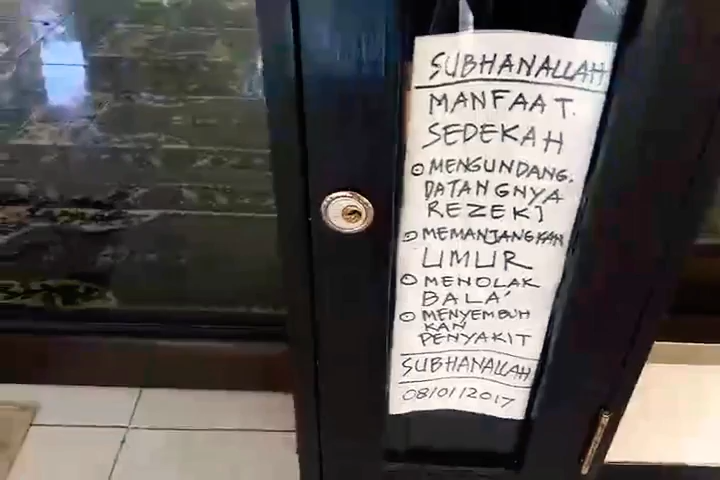 SUBHANALLAH
MANFAAT.
SEDEKAH
MENGUNDANG.
DATANGNYA
REZEKI
MEMANJANGKAN
UMUR
MENOLAK
BALA'
MENYEMBUH
KAN
PENYAKIT
SUBHANALLAH
08/01/2017